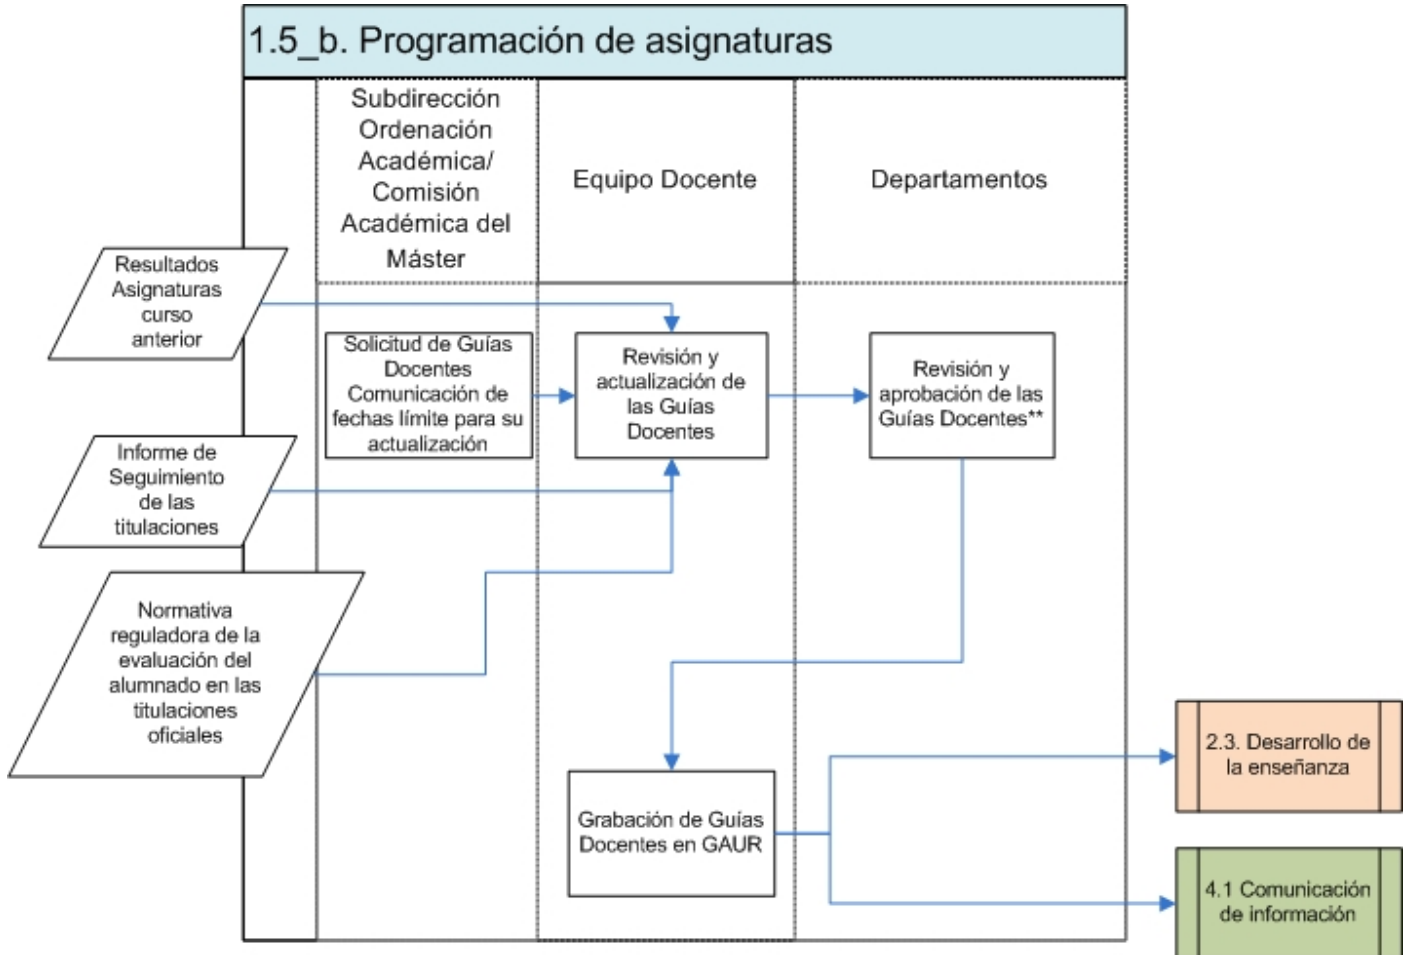 1.5_b. Programación de asignaturas
Subdirección
Ordenación
Académica/
Comisión
Académica del
Máster
Equipo Docente
Departamentos
Resultados
Asignaturas
curso
anterior
Solicitud de Guías
Docentes
Comunicación de
fechas límite para su
actualización
Revisión y
actualización de
las Guías
Docentes
Revisión y
aprobación de las
Guías Docentes**
Informe de
Seguimiento
de las
titulaciones
Normativa
reguladora de la
evaluación del
alumnado en las
titulaciones
oficiales
2.3. Desarrollo de
la enseñanza
Grabación de Guías
Docentes en GAUR
4.1 Comunicación
de información